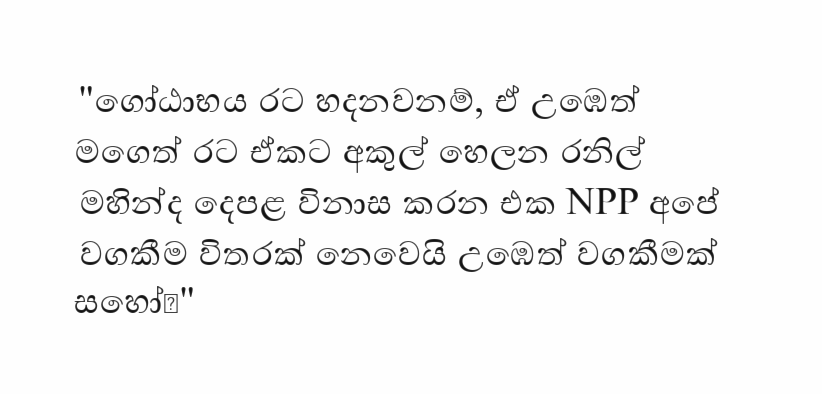 "ගෝඨාභය රට හදනවනම්, ඒ උඹෙත්
මගෙත් රට ඒකට අකුල් හෙලන රනිල්
මහින්ද දෙපළ විනාස කරන එක NPP අපේ
වගකීම විතරක් නෙවෙයි උඹෙත් වගකීමක්
සහෝ"